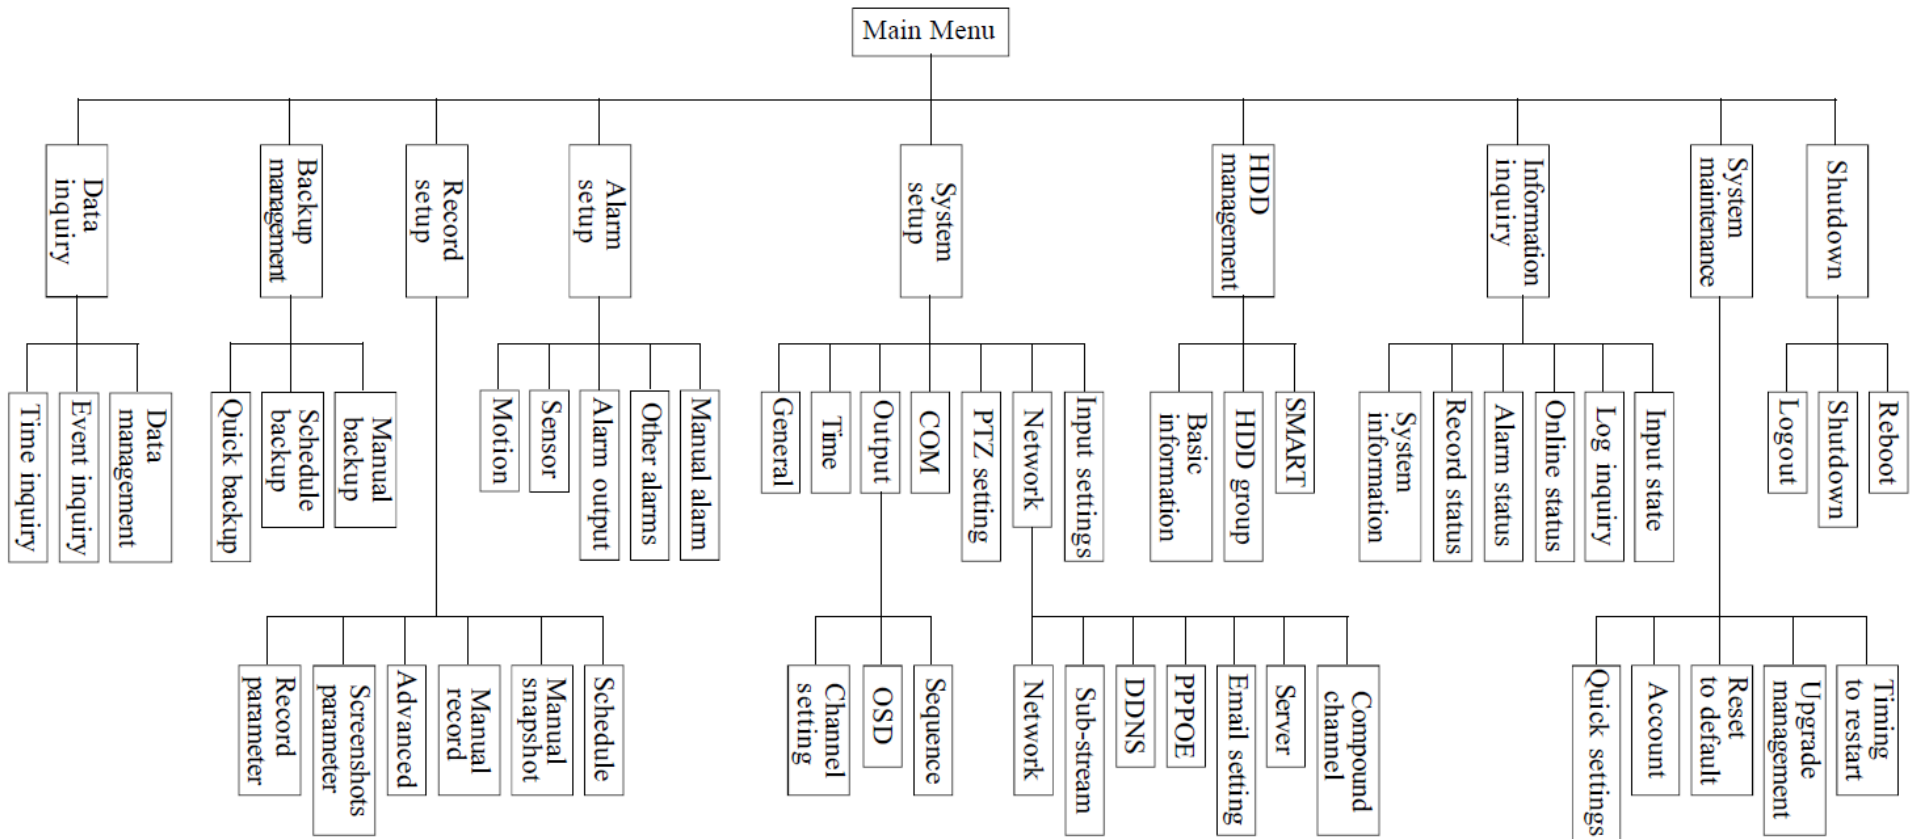 Main Menu
Data
inquiry
Backup
management
Record
setup
Alarm
setup
System
setup
HDD
management
Information
inquiry
System
maintenance
Shutdown
Time inquiry
Event inquiry
Data
management
Quick backup
Schedule
backup
Manual
backup
Motion
Sensor
Alarm output
Other alarms
Manual alarm
General
Time
Output
COM
PTZ setting
Network
Input settings
Basic
information
HDD group
SMART
System
information
Record status
Alarm status
Online status
Log inquiry
Input state
Logout
Shutdown
Reboot
Record
parameter
Screenshots
parameter
Advanced
Manual
record
Manual
snapshot
Schedule
Channel
setting
OSD
Sequence
Network
Sub-stream
DDNS
PPPOE
Email setting
Server
Compound
channel
Quick settings
Account
Reset
to default
Upgrade
management
Timing
to restart